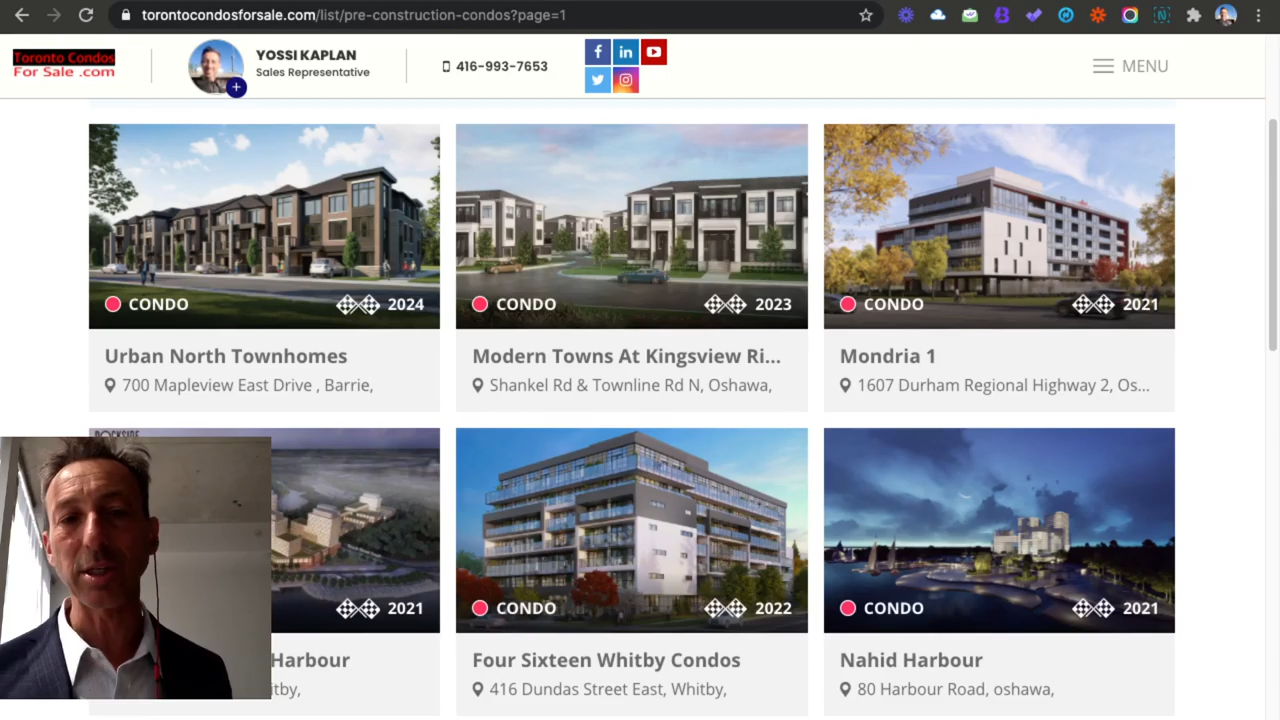 torontocondosforsale.com/list/pre-construction-condos?page=1
Toronto Condos
For Sale .com
YOSSI KAPLAN
Sales Representative
416-993-7653
MENU
CONDO 2024
CONDO 2023
CONDO 2021
Urban North Townhomes
Modern Towns At Kingsview Ri...
Mondria 1
700 Mapleview East Drive , Barrie,
Shankel Rd & Townline Rd N, Oshawa,
1607 Durham Regional Highway 2, Os...
2021
CONDO 2022
CONDO 2021
Harbour
Four Sixteen Whitby Condos
Nahid Harbour
itby,
416 Dundas Street East, Whitby,
80 Harbour Road, oshawa,